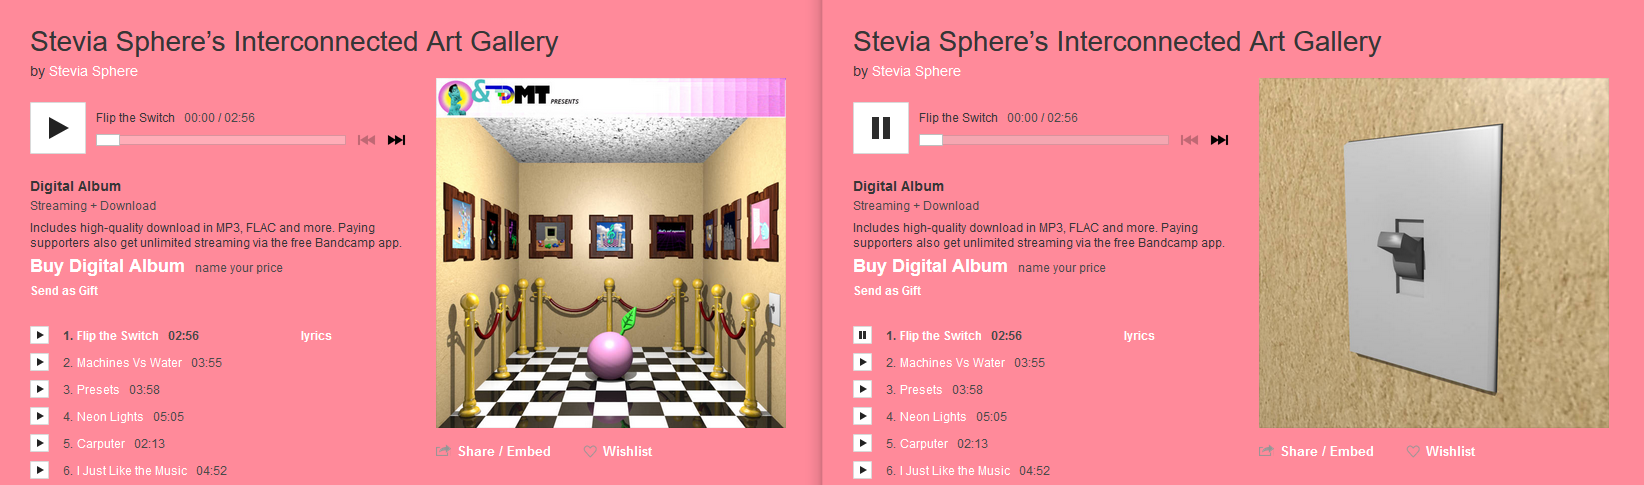 Stevia Sphere’s Interconnected Art Gallery
by Stevia Sphere
& DMT PRESENTS
Flip the Switch 00:00 / 02:56
Digital Album
Streaming + Download
Includes high-quality download in MP3, FLAC and more. Paying
supporters also get unlimited streaming via the free Bandcamp app.
Buy Digital Album name your price
Send as Gift
1. Flip the Switch 02:56 lyrics
2. Machines Vs Water 03:55
3. Presets 03:58
4. Neon Lights 05:05
5. Carputer 02:13
6. I Just Like the Music 04:52
Share / Embed Wishlist
Stevia Sphere’s Interconnected Art Gallery
by Stevia Sphere
Flip the Switch 00:00 / 02:56
Digital Album
Streaming + Download
Includes high-quality download in MP3, FLAC and more. Paying
supporters also get unlimited streaming via the free Bandcamp app.
Buy Digital Album name your price
Send as Gift
1. Flip the Switch 02:56 lyrics
2. Machines Vs Water 03:55
3. Presets 03:58
4. Neon Lights 05:05
5. Carputer 02:13
6. I Just Like the Music 04:52
Share / Embed Wishlist